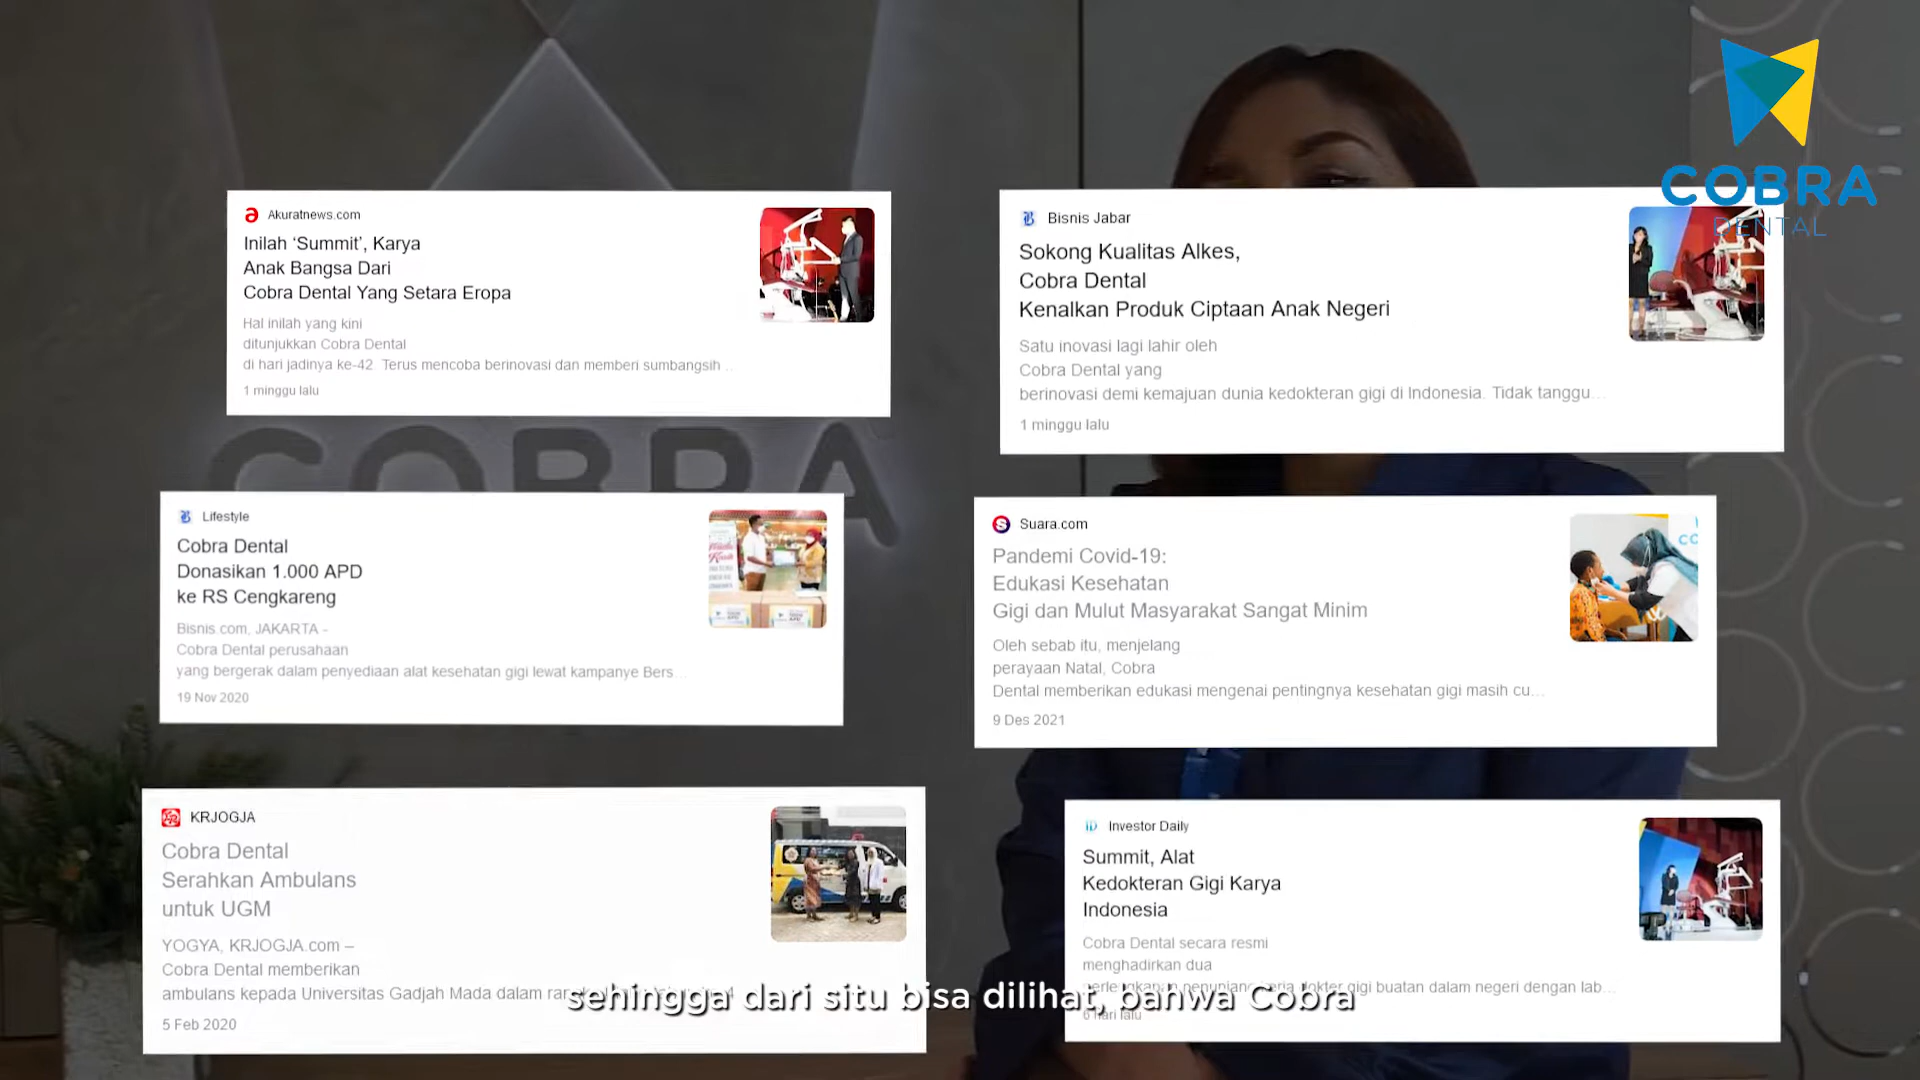 COBRA
DENTAL
Akuratnews.com
Inilah ‘Summit’, Karya
Anak Bangsa Dari
Cobra Dental Yang Setara Eropa
Hal inilah yang kini
ditunjukkan Cobra Dental
di hari jadinya ke-42. Terus mencoba berinovasi dan memberi sumbangsih ...
1 minggu lalu
Bisnis Jabar
Sokong Kualitas Alkes,
Cobra Dental
Kenalkan Produk Ciptaan Anak Negeri
Satu inovasi lagi lahir oleh
Cobra Dental yang
berinovasi demi kemajuan dunia kedokteran gigi di Indonesia. Tidak tanggu...
1 minggu lalu
COBRA
Lifestyle
Cobra Dental
Donasikan 1.000 APD
ke RS Cengkareng
Bisnis.com, JAKARTA -
Cobra Dental perusahaan
yang bergerak dalam penyediaan alat kesehatan gigi lewat kampanye Bers...
19 Nov 2020
Suara.com
Pandemi Covid-19:
Edukasi Kesehatan
Gigi dan Mulut Masyarakat Sangat Minim
Oleh sebab itu, menjelang
perayaan Natal, Cobra
Dental memberikan edukasi mengenai pentingnya kesehatan gigi masih cu...
9 Des 2021
KRJOGJA
Cobra Dental
Serahkan Ambulans
untuk UGM
YOGYA, KRJOGJA.com –
Cobra Dental memberikan
ambulans kepada Universitas Gadjah Mada dalam
5 Feb 2020
Investor Daily
Summit, Alat
Kedokteran Gigi Karya
Indonesia
Cobra Dental secara resmi
menghadirkan dua
perlengkapan penunjang kerja dokter gigi buatan dalam negeri dengan lab...
6 hari lalu
sehingga dari situ bisa dilihat, bahwa Cobra